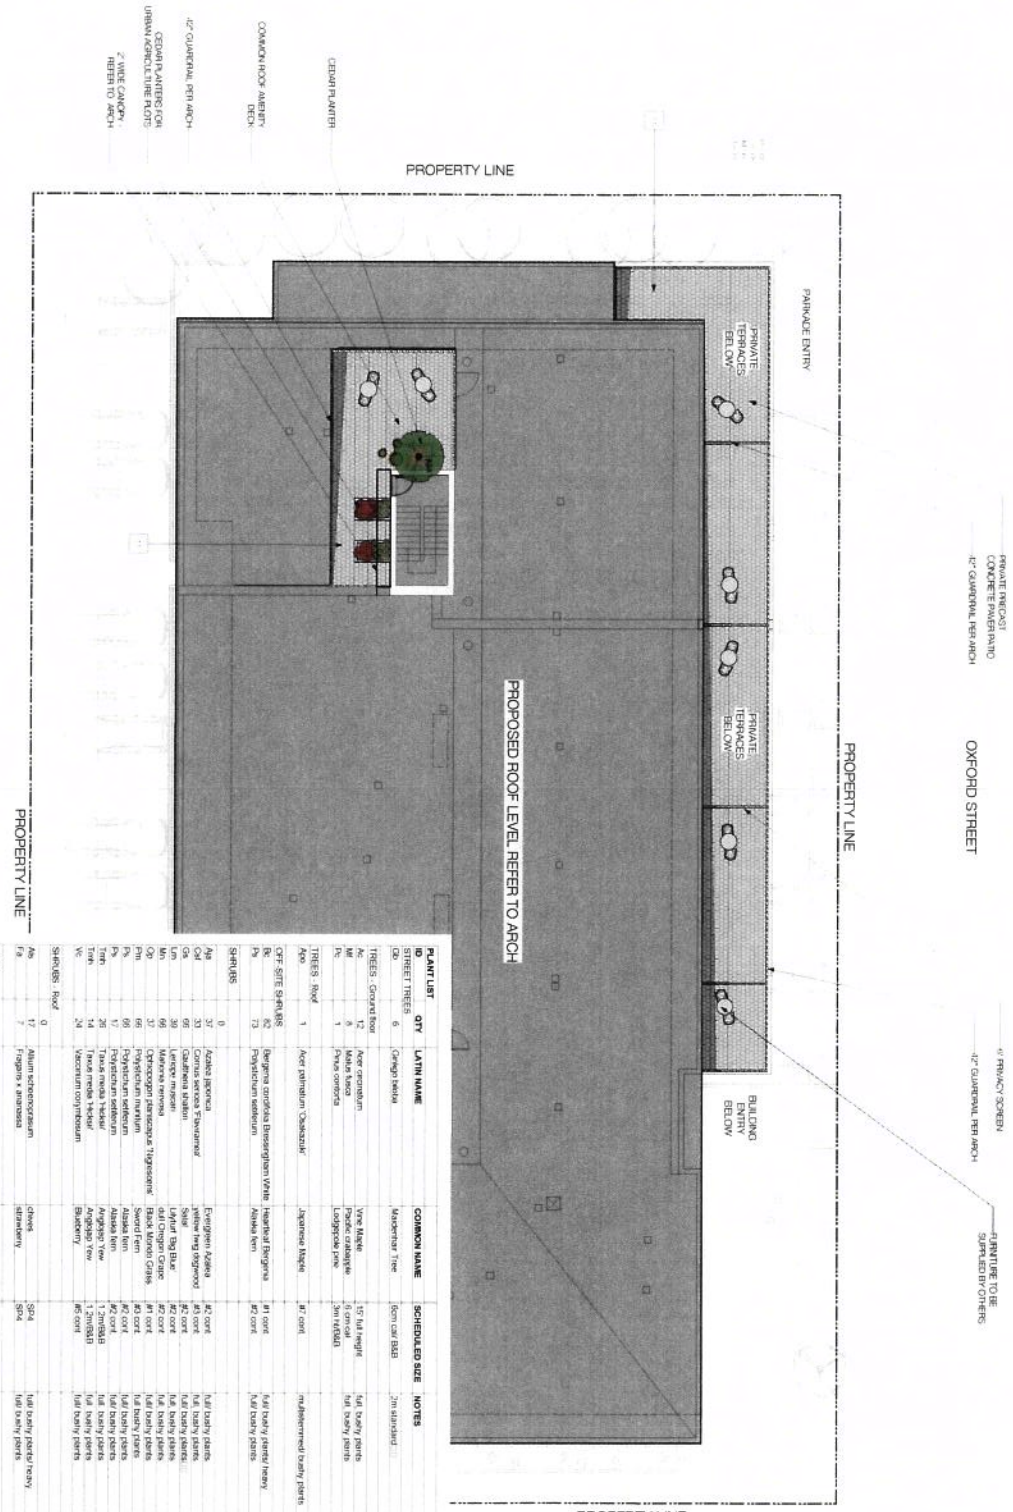 CEDAR PLANTER
COMMON ROOF AMENITY
DECK
42" GUARDRAIL PER ARCH
CEDAR PLANTERS FOR
URBAN AGRICULTURE PLOTS
2' WIDE CANOPY -
REFER TO ARCH
PROPERTY LINE
PARKADE ENTRY
PRIVATE
TERRACES
BELOW
PRIVATE PRECAST
CONCRETE PAVER PATIO
42" GUARDRAIL PER ARCH
OXFORD STREET
PROPERTY LINE
PRIVATE
TERRACES
BELOW
PROPOSED ROOF LEVEL REFER TO ARCH
6' PRIVACY SCREEN
42" GUARDRAIL PER ARCH
BUILDING
ENTRY
BELOW
FURNITURE TO BE
SUPPLIED BY OTHERS
PROPERTY LINE
PLANT LIST
ID QTY LATIN NAME COMMON NAME SCHEDULED SIZE NOTES
STREET TREES
Gb 6 Ginkgo biloba Maidenhair Tree 6cm cal/ B&B 2m standard
TREES - Ground floor
Ac 12 Acer circinatum Vine Maple 15' full height full, bushy plants
Mf 8 Malus fusca Pacific crabapple 6 cm cal full, bushy plants
Pc 1 Pinus contorta Lodgepole pine 3m ht/B&B
TREES - Roof
Apo 1 Acer palmatum 'Osakazuki' Japanese Maple #7 cont. multistemmed/ bushy plants
OFF-SITE SHRUBS
Bc 82 Bergenia cordifolia Bressingham White Heartleaf Bergenia #1 cont. full/ bushy plants/ heavy
Ps 73 Polystichum setiferum Alaska fern #2 cont. full/ bushy plants
SHRUBS
0
Aja 37 Azalea japonica Evergreen Azalea #2 cont. full/ bushy plants
33 Cornus sericea 'Flaviramea' yellow twig dogwood #3 cont. full, bushy plants
Gs 66 Gaultheria shallon Salal #2 cont. full/ bushy plants
Lm 39 Liriope muscari Lilyturf 'Big Blue' #2 cont. full, bushy plants
Mn 66 Mahonia nervosa dull Oregon Grape #2 cont. full, bushy plants
Op 37 Ophiopogon planiscapus 'Nigrescens' Black Mondo Grass #1 cont. full/ bushy plants
Pm 66 Polystichum munitum Sword Fern #3 cont. full bushy plants
Ps 66 Polystichum setiferum Alaska fern #2 cont. full/ bushy plants
Ps 17 Polystichum setiferum Alaska fern #2 cont. full/ bushy plants
Tmh 26 Taxus media 'Hicksii' Anglojap Yew 1.2m/B&B full, bushy plants
Tmh 14 Taxus media 'Hicksii' Anglojap Yew 1.2m/B&B full, bushy plants
Vc 24 Vaccinium corymbosum Blueberry #5 cont. full/ bushy plants
SHRUBS - Roof
0
Als 17 Allium schoenoprasum chives SP4 full/ bushy plants/ heavy
Fa 7 Fragaris x ananassa strawberry SP4 full/ bushy plants